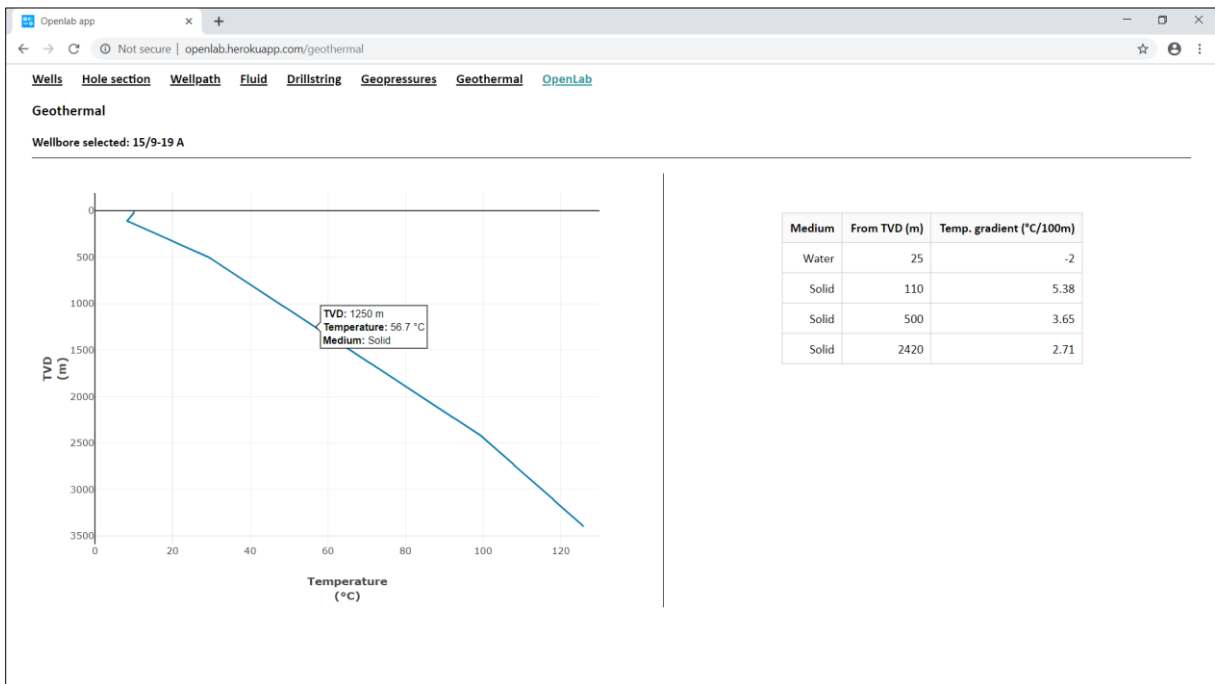 Openlab app
Not secure | openlab.herokuapp.com/geothermal
Wells Hole section Wellpath Fluid Drillstring Geopressures Geothermal OpenLab
Geothermal
Wellbore selected: 15/9-19 A
0
500
1000
1500
2000
2500
3000
3500
TVD
(m)
TVD: 1250 m
Temperature: 56.7 °C
Medium: Solid
0 20 40 60 80 100 120
Temperature
(°C)
Medium From TVD (m) Temp. gradient (°C/100m)
Water 25 -2
Solid 110 5.38
Solid 500 3.65
Solid 2420 2.71